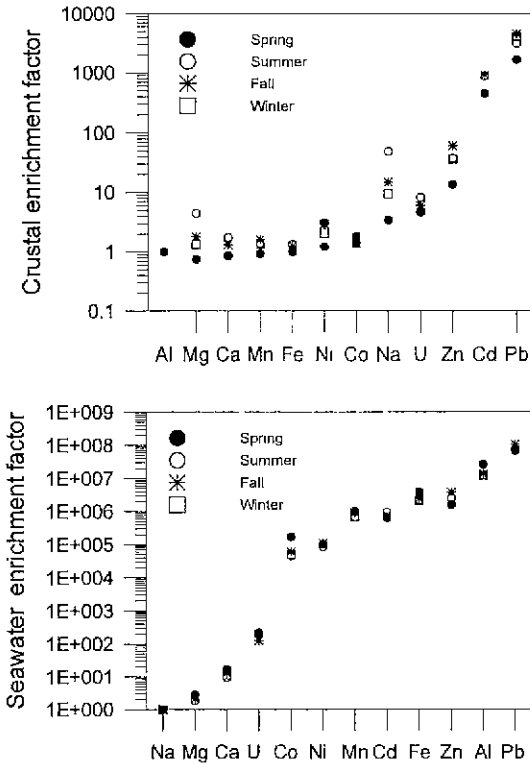 Crustal enrichment factor
10000
1000
100
10
1
0.1
Spring
Summer
Fall
Winter
Al Mg Ca Mn Fe Ni Co Na U Zn Cd Pb
Seawater enrichment factor
1E+009
1E+008
1E+007
1E+006
1E+005
1E+004
1E+003
1E+002
1E+001
1E+000
Spring
Summer
Fall
Winter
Na Mg Ca U Co Ni Mn Cd Fe Zn Al Pb